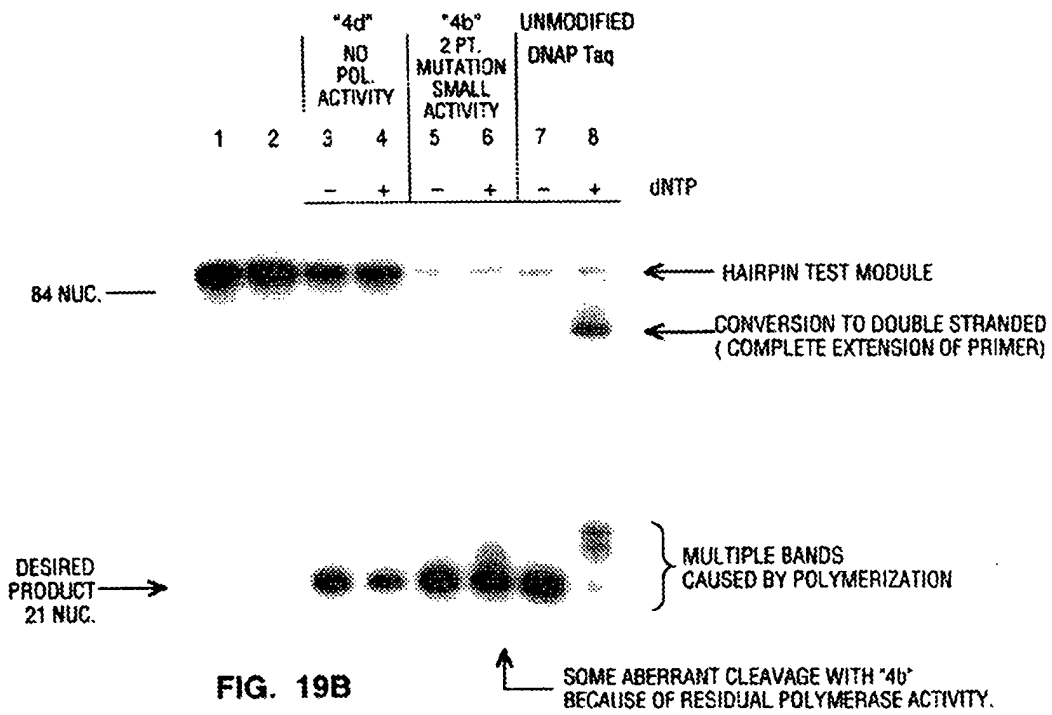 "4d"
NO
POL.
ACTIVITY
"4b"
2 PT.
MUTATION
SMALL
ACTIVITY
UNMODIFIED
DNAP Taq
1 2 3 4 5 6 7 8
– + – + – + dNTP
84 NUC.
HAIRPIN TEST MODULE
CONVERSION TO DOUBLE STRANDED
( COMPLETE EXTENSION OF PRIMER)
DESIRED
PRODUCT
21 NUC.
MULTIPLE BANDS
CAUSED BY POLYMERIZATION
FIG. 19B
SOME ABERRANT CLEAVAGE WITH "4b"
BECAUSE OF RESIDUAL POLYMERASE ACTIVITY.